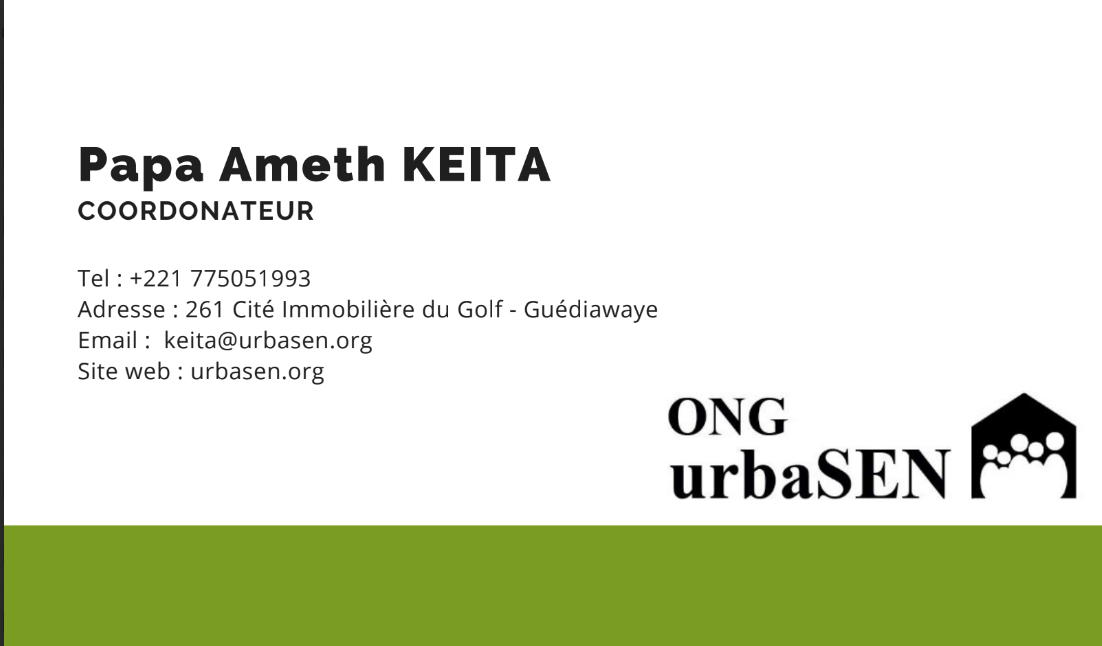 Papa Ameth KEITA
COORDONATEUR
Tel : +221 775051993
Adresse : 261 Cité Immobilière du Golf - Guédiawaye
Email :  keita@urbasen.org
Site web : urbasen.org
ONG
urbaSEN